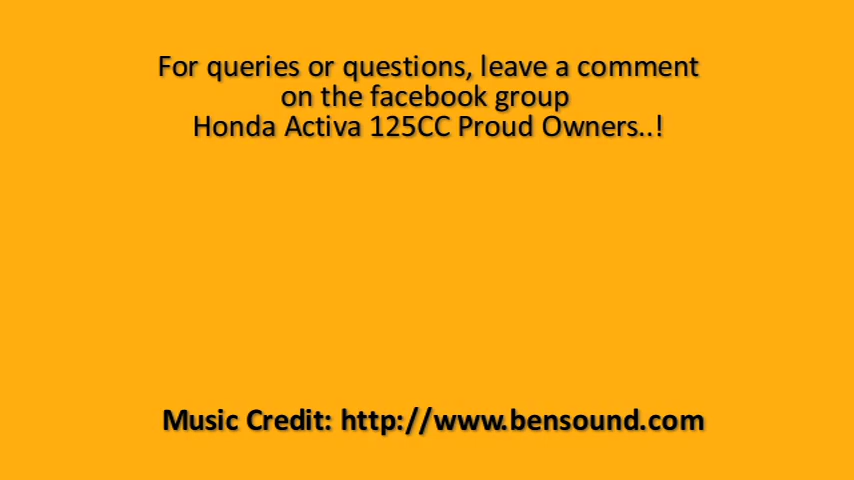 For queries or questions, leave a comment
on the facebook group
Honda Activa 125CC Proud Owners..!
Music Credit: http://www.bensound.com